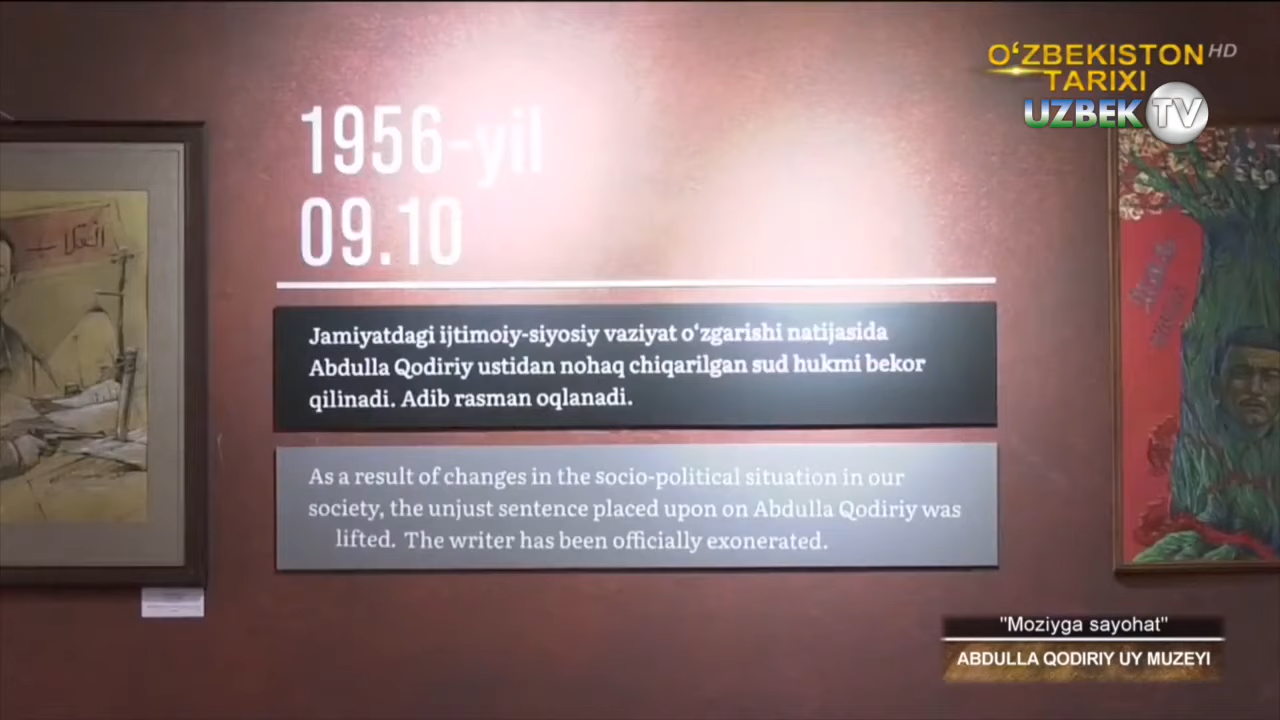 O‘ZBEKISTON HD
TARIXI
UZBEK TV
1956-yil
09.10
Jamiyatdagi ijtimoiy-siyosiy vaziyat o‘zgarishi natijasida
Abdulla Qodiriy ustidan nohaq chiqarilgan sud hukmi bekor
qilinadi. Adib rasman oqlanadi.
As a result of changes in the socio-political situation in our
society, the unjust sentence placed upon on Abdulla Qodiriy was
lifted. The writer has been officially exonerated.
"Moziyga sayohat"
ABDULLA QODIRIY UY MUZEYI